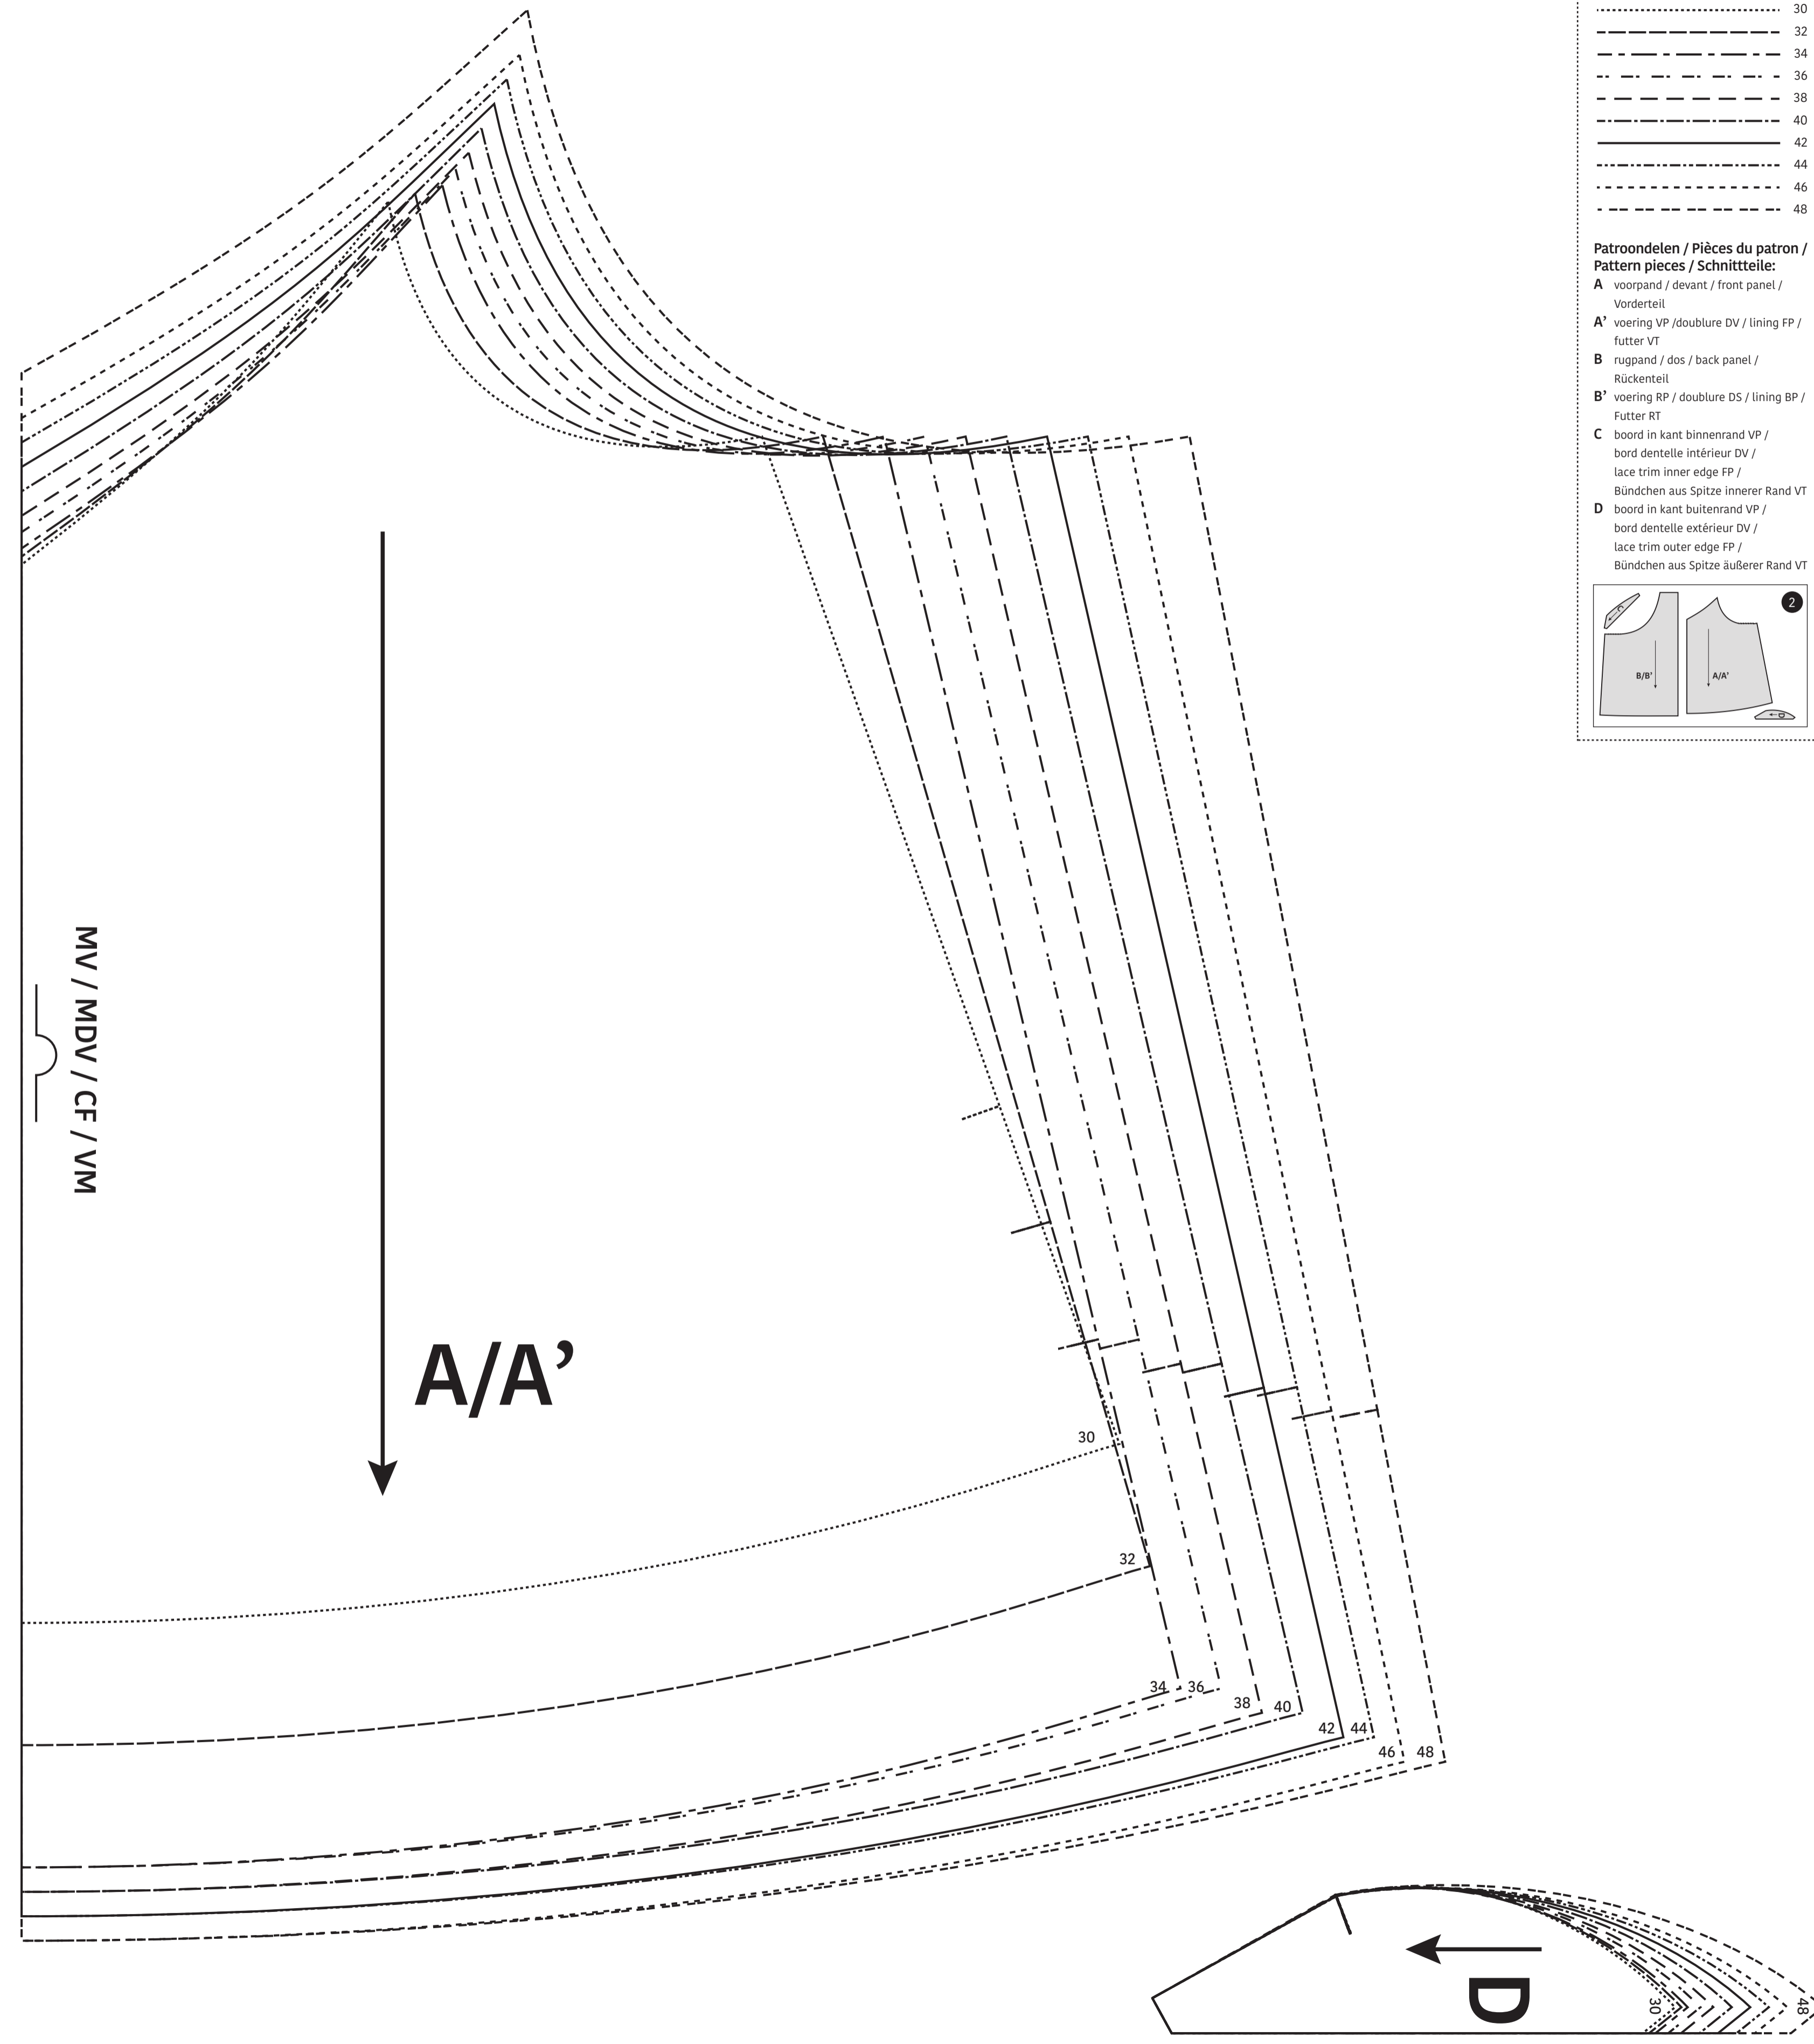 30
32
34
36
38
40
42
44
46
48
Patroondelen / Pièces du patron /
Pattern pieces / Schnittteile:
A voorpand / devant / front panel /
Vorderteil
A’ voering VP /doublure DV / lining FP /
futter VT
B rugpand / dos / back panel /
Rückenteil
B’ voering RP / doublure DS / lining BP /
Futter RT
C boord in kant binnenrand VP /
bord dentelle intérieur DV /
lace trim inner edge FP /
Bündchen aus Spitze innerer Rand VT
D boord in kant buitenrand VP /
bord dentelle extérieur DV /
lace trim outer edge FP /
Bündchen aus Spitze äußerer Rand VT
2
C
B/B’
A/A’
D
MV / MDV / CF / VM
A/A’
30
32
34
36
38
40
42
44
46
48
D
30
48